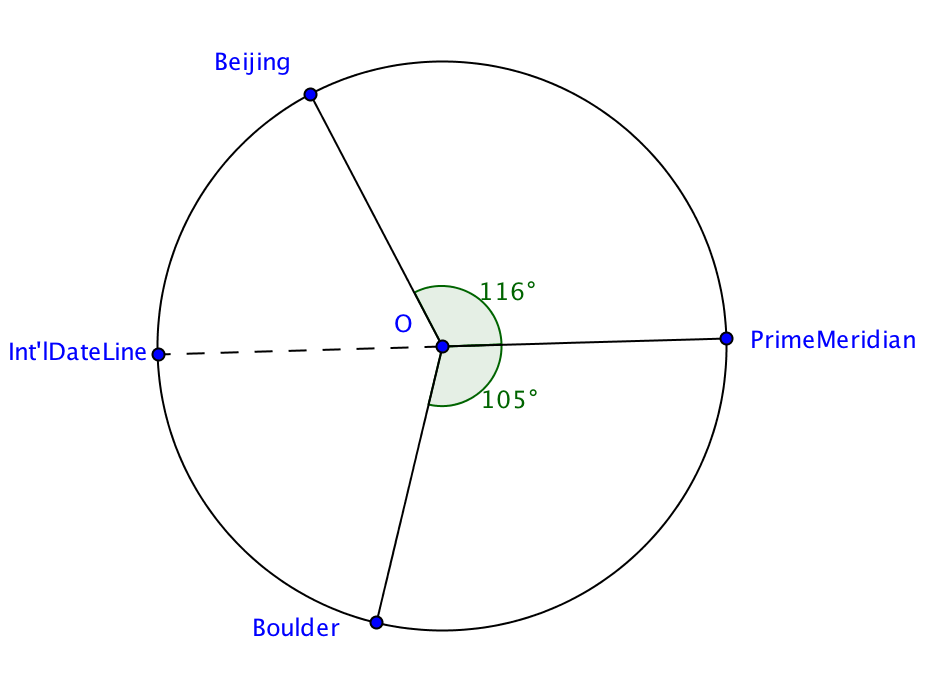 Beijing
116°
O
Int'lDateLine
PrimeMeridian
105°
Boulder